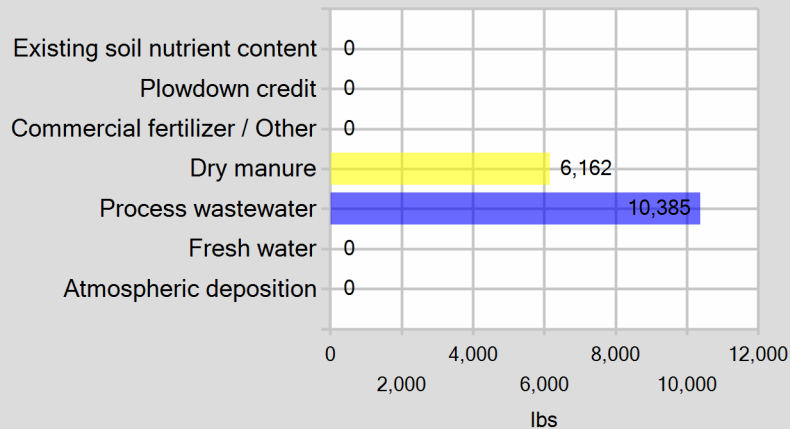 Existing soil nutrient content 0
Plowdown credit 0
Commercial fertilizer / Other 0
Dry manure 6,162
Process wastewater 10,385
Fresh water 0
Atmospheric deposition 0
0 4,000 8,000 12,000
2,000 6,000 10,000
lbs